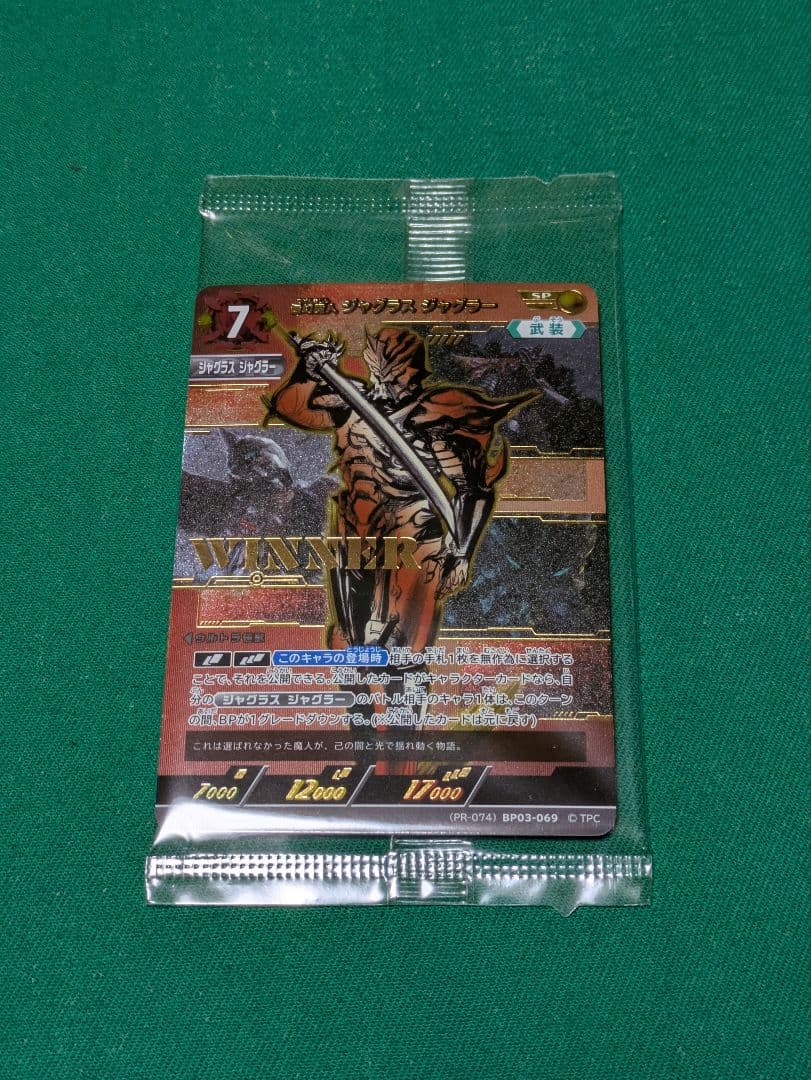 7
ジャグラス ジャグラー
SP
武装
ぶそう
ジャグラス ジャグラー
WINNER
このキャラの登場時 相手の手札1枚を無作為に選択する
ことで、それを公開できる。公開したカードがキャラクターカードなら、自
分の ジャグラス ジャグラー のバトル相手のキャラ1体は、このターン
の間、BPが1グレードダウンする。(※公開したカードは元に戻す)
これは選ばれなかった魔人が、己の闇と光で揺れ動く物語。
7000 12000 17000
(PR-074) BP03-069 © TPC